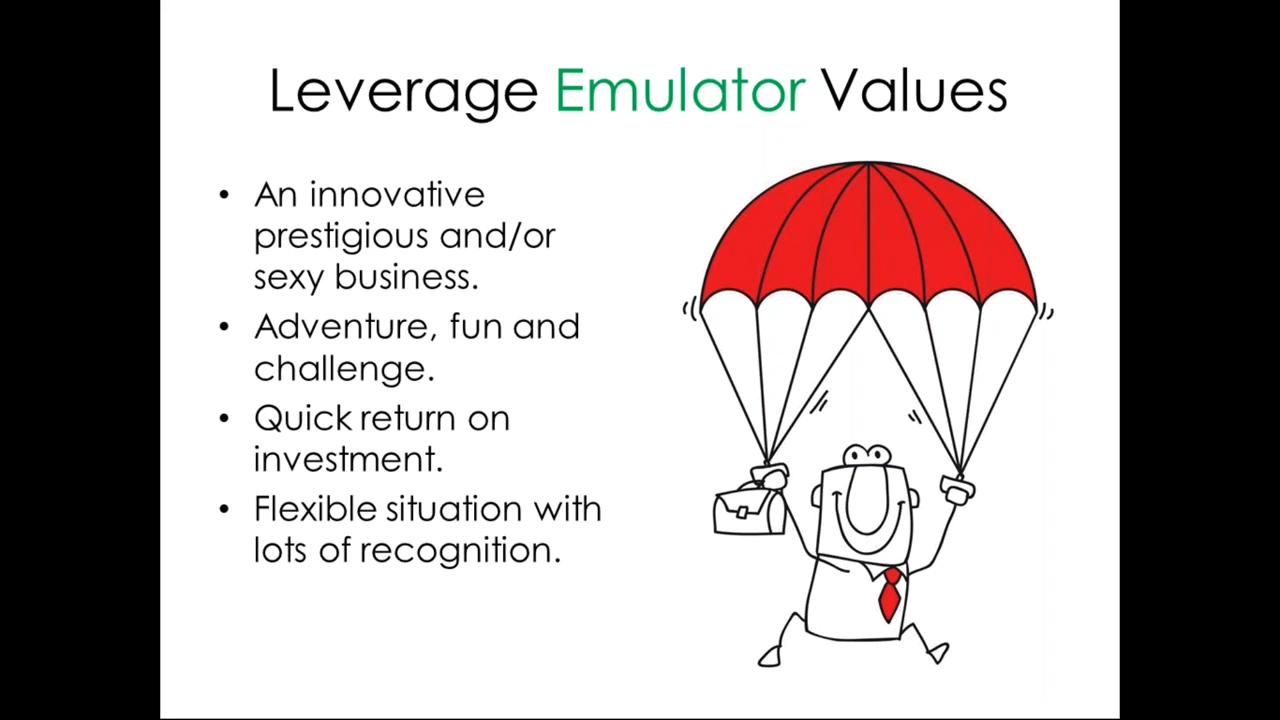 Leverage Emulator Values
• An innovative
prestigious and/or
sexy business.
• Adventure, fun and
challenge.
• Quick return on
investment.
• Flexible situation with
lots of recognition.